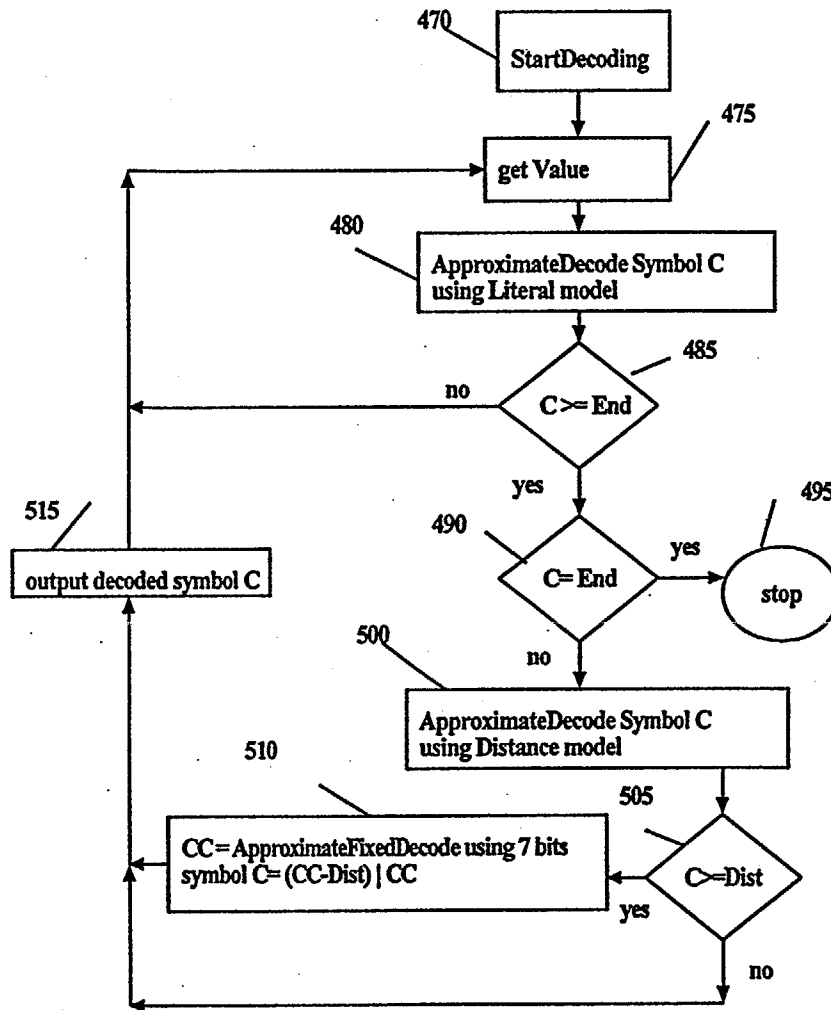 470
StartDecoding
475
get Value
480
ApproximateDecode Symbol C
using Literal model
485
no
C>=End
yes
515
490
495
output decoded symbol C
C=End
yes
stop
500
no
ApproximateDecode Symbol C
using Distance model
510
505
CC=ApproximateFixedDecode using 7 bits
symbol C=(CC-Dist) | CC
C>=Dist
yes
no